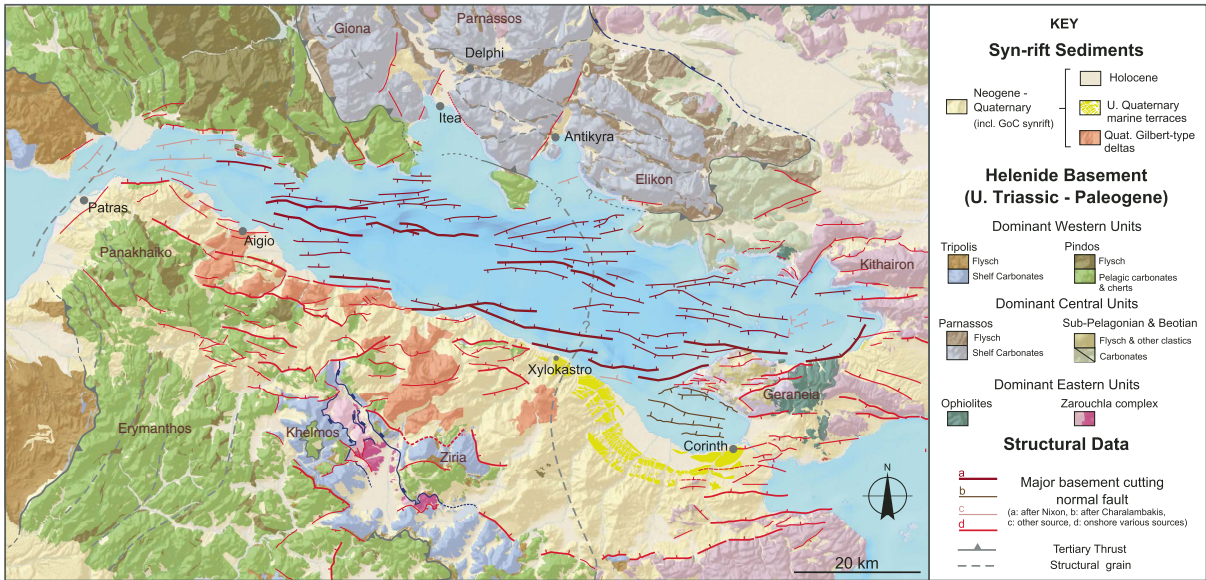 Giona
Parnassos
Delphi
Itea
Antikyra
Elikon
?
Patras
Panakhaiko
Aigio
?
Kithairon
?
Xylokastro
Geraneia
Erymanthos
Khelmos
Ziria
Corinth
N
20 km
KEY
Syn-rift Sediments
Neogene -
Quaternary
(incl. GoC synrift)
Holocene
U. Quaternary
marine terraces
Quat. Gilbert-type
deltas
Helenide Basement
(U. Triassic - Paleogene)
Dominant Western Units
Tripolis
Flysch
Shelf Carbonates
Pindos
Flysch
Pelagic carbonates
& cherts
Dominant Central Units
Parnassos
Flysch
Shelf Carbonates
Sub-Pelagonian & Beotian
Flysch & other clastics
Carbonates
Dominant Eastern Units
Ophiolites
Zarouchla complex
Structural Data
a
b
c
d
Major basement cutting
normal fault
(a: after Nixon, b: after Charalambakis,
c: other source, d: onshore various sources)
Tertiary Thrust
Structural grain